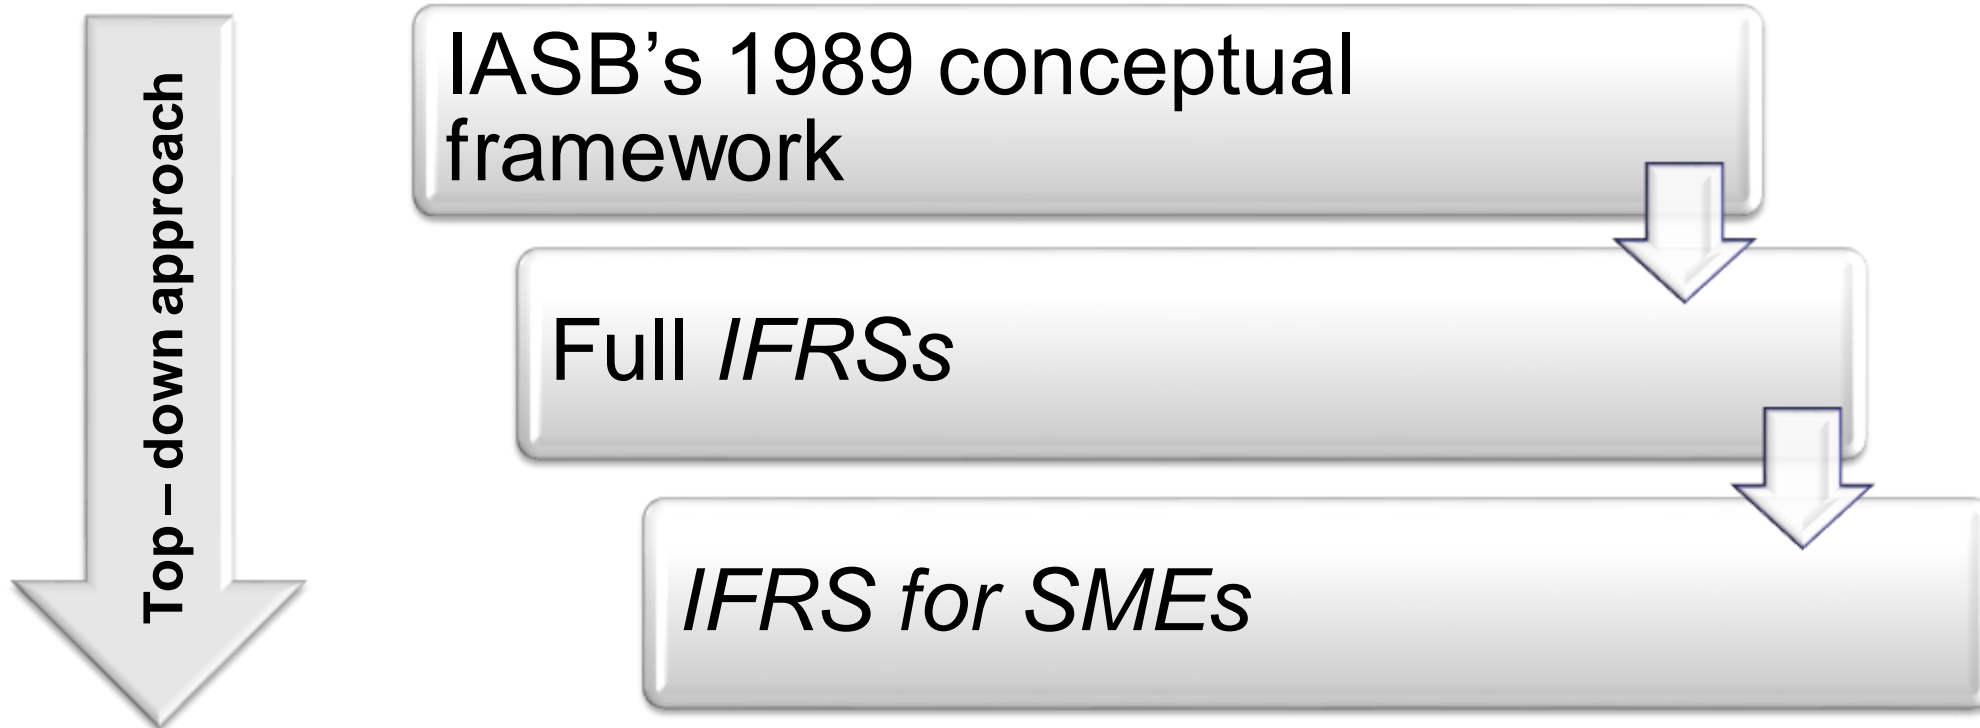 Top – down approach
IASB’s 1989 conceptual
framework
Full IFRSs
IFRS for SMEs